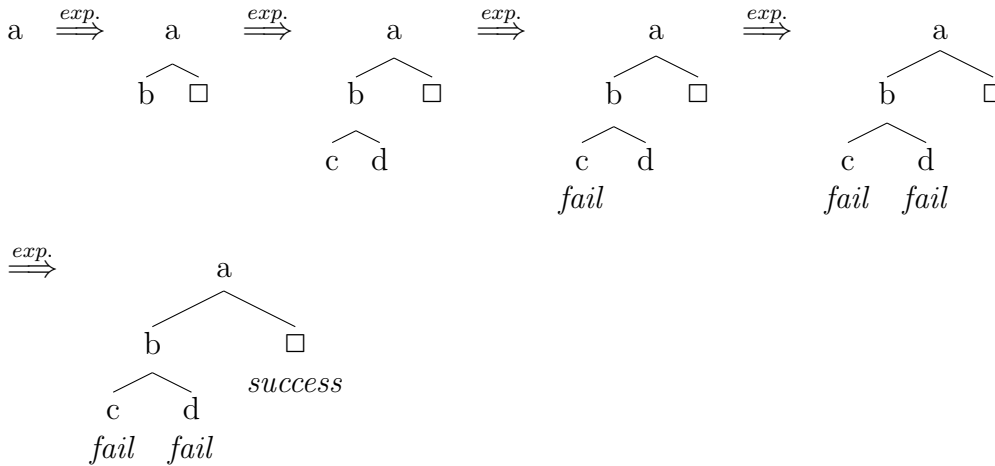 exp. exp. exp. exp.
a ⟹ a ⟹ a ⟹ a ⟹ a
b □ b □ b □ b □
c d c d c d
fail fail fail
exp.
⟹ a
b □
success
c d
fail fail